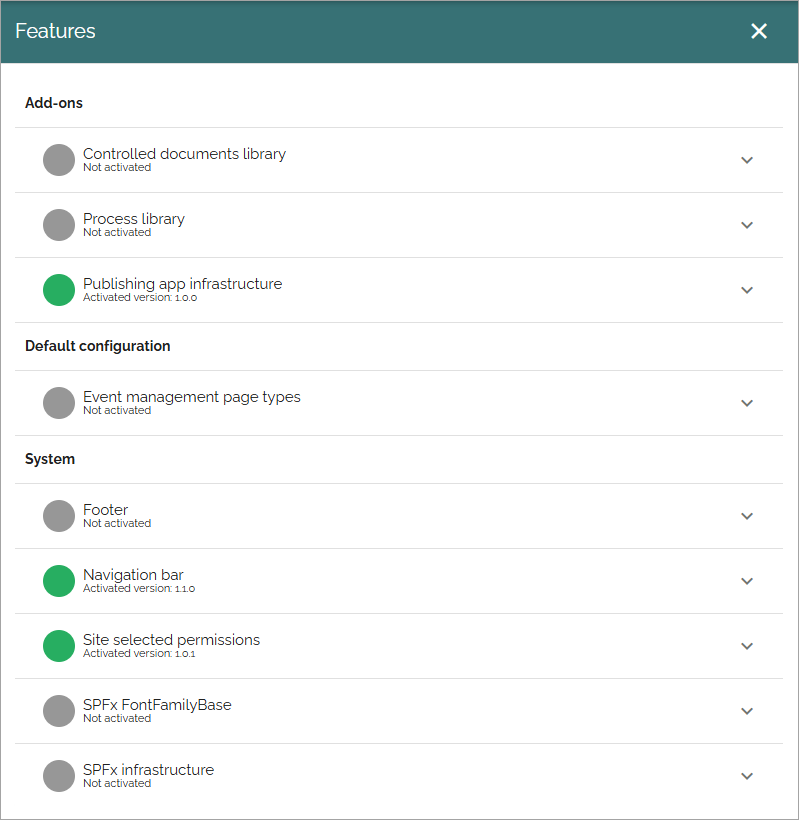 Features
Add-ons
Controlled documents library
Not activated
Process library
Not activated
Publishing app infrastructure
Activated version: 1.0.0
Default configuration
Event management page types
Not activated
System
Footer
Not activated
Navigation bar
Activated version: 1.1.0
Site selected permissions
Activated version: 1.0.1
SPFx FontFamilyBase
Not activated
SPFx infrastructure
Not activated